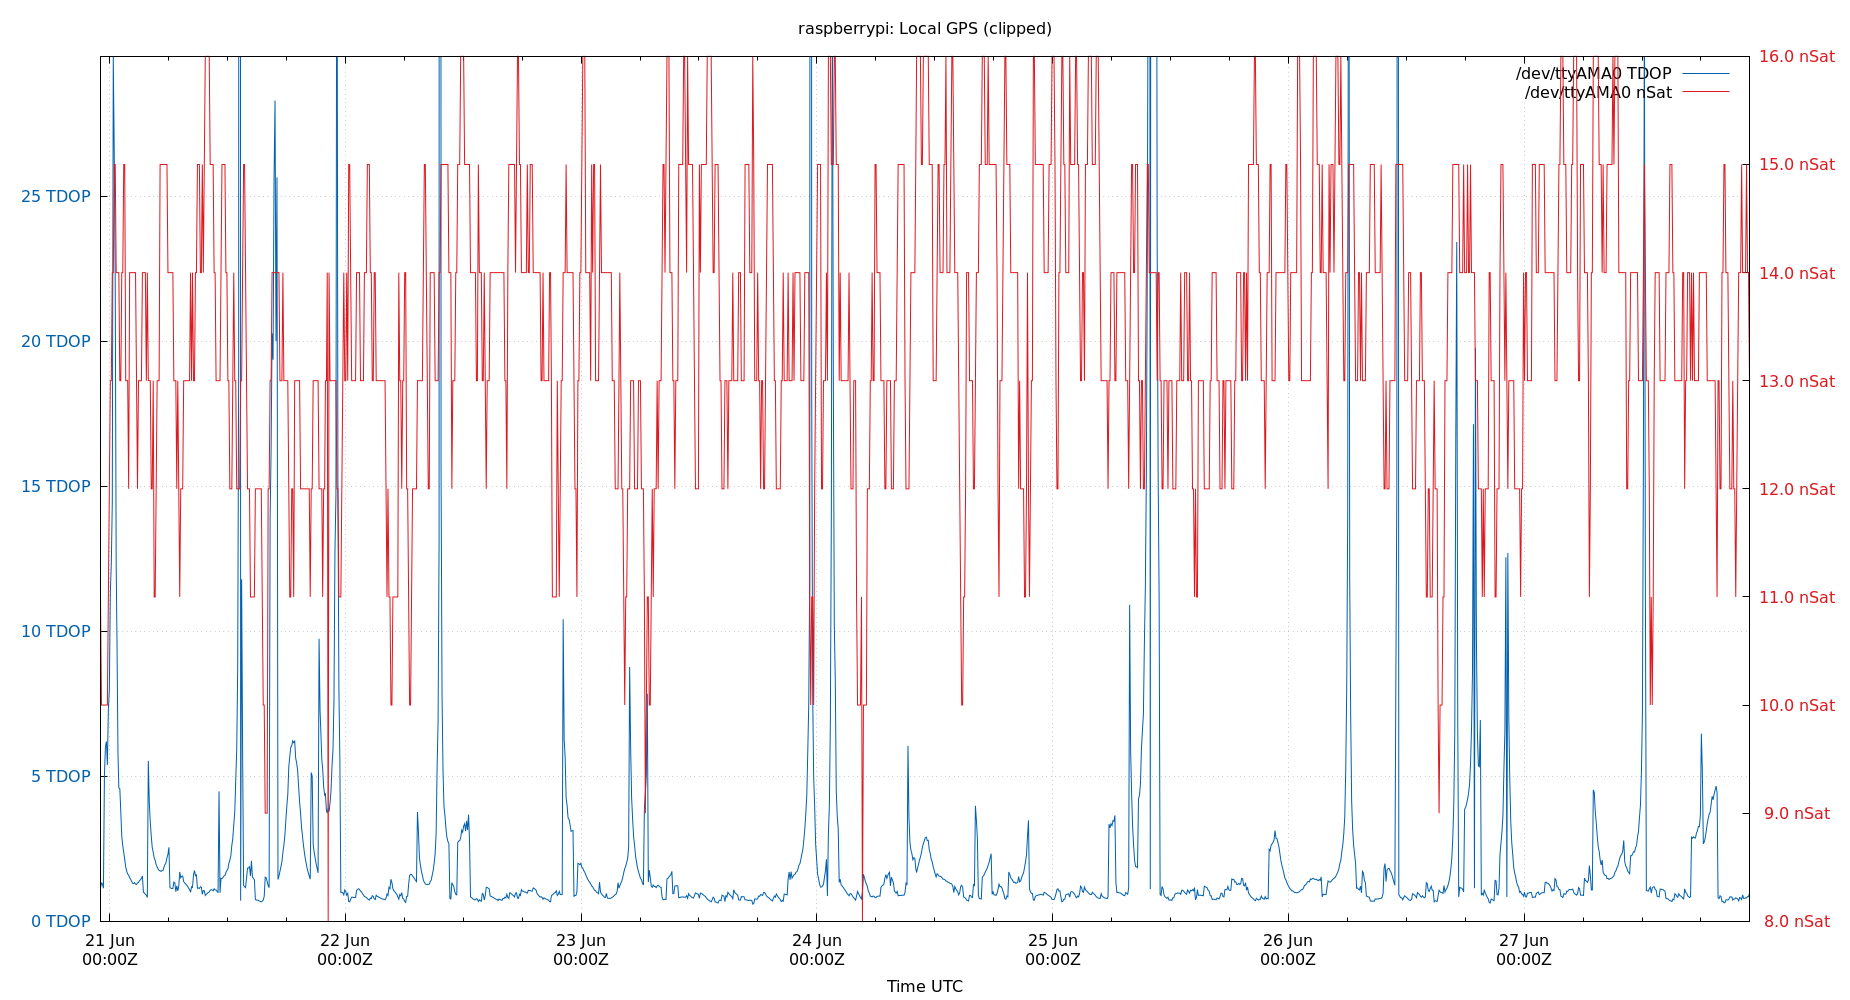 raspberrypi: Local GPS (clipped)
/dev/ttyAMA0 TDOP
/dev/ttyAMA0 nSat
25 TDOP
20 TDOP
15 TDOP
10 TDOP
5 TDOP
0 TDOP
16.0 nSat
15.0 nSat
14.0 nSat
13.0 nSat
12.0 nSat
11.0 nSat
10.0 nSat
9.0 nSat
8.0 nSat
21 Jun
00:00Z
22 Jun
00:00Z
23 Jun
00:00Z
24 Jun
00:00Z
25 Jun
00:00Z
26 Jun
00:00Z
27 Jun
00:00Z
Time UTC